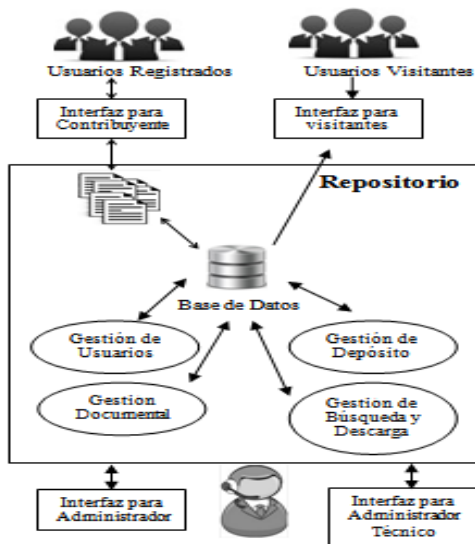 Usuarios Registrados
Usuarios Visitantes
Interfaz para
Contribuyente
Interfaz para
visitantes
Repositorio
Base de Datos
Gestión de
Usuarios
Gestión de
Depósito
Gestion
Documental
Gestion de
Búsqueda y
Descarga
Interfaz para
Administrador
Interfaz para
Administrador
Técnico